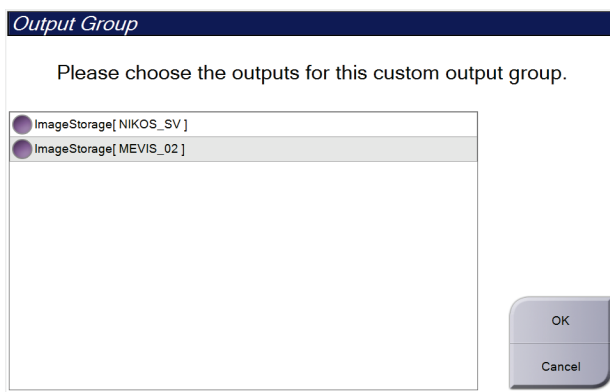 Output Group
Please choose the outputs for this custom output group.
ImageStorage[ NIKOS_SV ]
ImageStorage[ MEVIS_02 ]
OK
Cancel